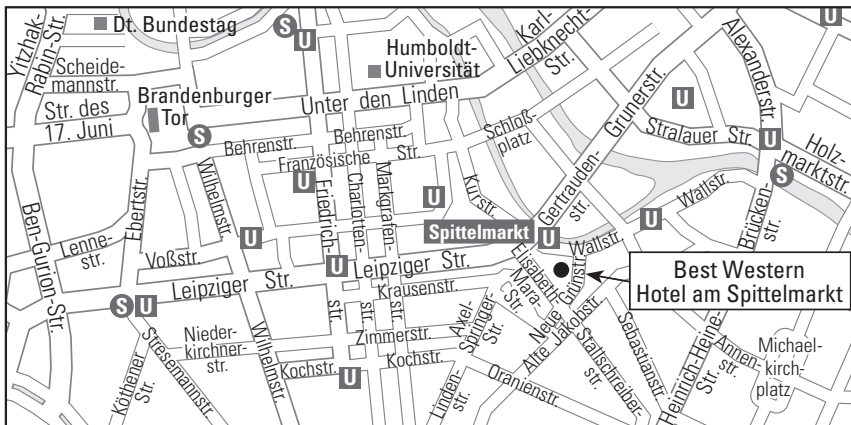 Yitzhak-
Rabin-Str.
Dt. Bundestag
S
U
Humboldt-
Universität
Karl-
Liebknecht-
Str.
U
Alexanderstr.
Scheide-
mannstr.
Str. des
17. Juni
Brandenburger
Tor
S
Unter den Linden
Behrenstr.
Behrenstr.
Französische
Str.
Schloß-
platz
Grunerstr.
U
Stralauer Str.
U
Holz-
marktstr.
S
Ebertstr.
Wilhelmstr.
U
Friedrich-
str.
Charlotten-
str.
Markgrafen-
str.
U
Kurstr.
Gertrauden-
str.
Wallstr.
U
Brücken-
str.
Ben-Gurion-Str.
Lenne-
str.
Voßstr.
U
Spittelmarkt
U
Wallstr.
U
Leipziger Str.
Leipziger Str.
Krausenstr.
Elisabeth-
Mara-
Str.
Neue Grünstr.
Best Western
Hotel am Spittelmarkt
S
U
Stresemannstr.
Nieder-
kirchner-
str.
Wilhelmstr.
Zimmerstr.
Axel-
Springer-
Str.
Alte Jakobstr.
Sebastianstr.
Stallschreiber-
Heinrich-Heine-
Str.
Annen-
str.
Michael-
kirch-
platz
Köthener
Str.
Kochstr.
U
Kochstr.
Linden-
str.
Oranienstr.